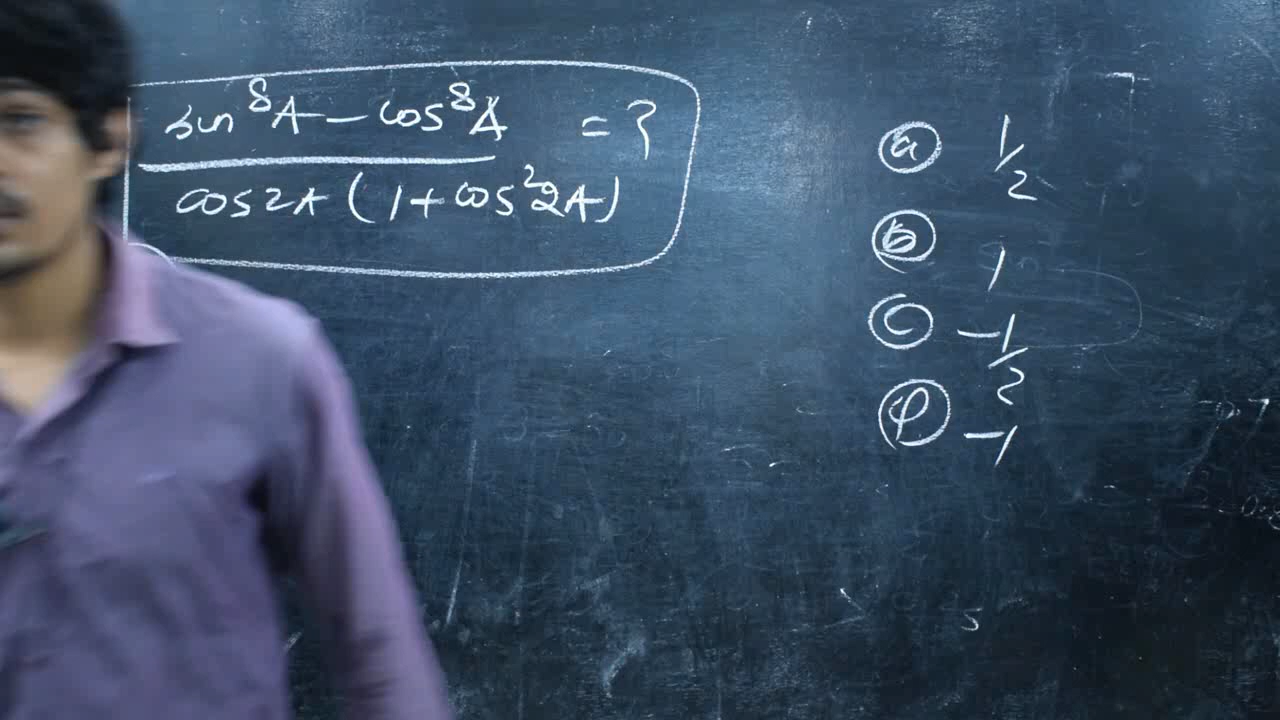 sin⁸A − cos⁸A = ?
cos2A (1 + cos²2A)
(a) 1/2
(b) 1
(c) −1/2
(d) −1